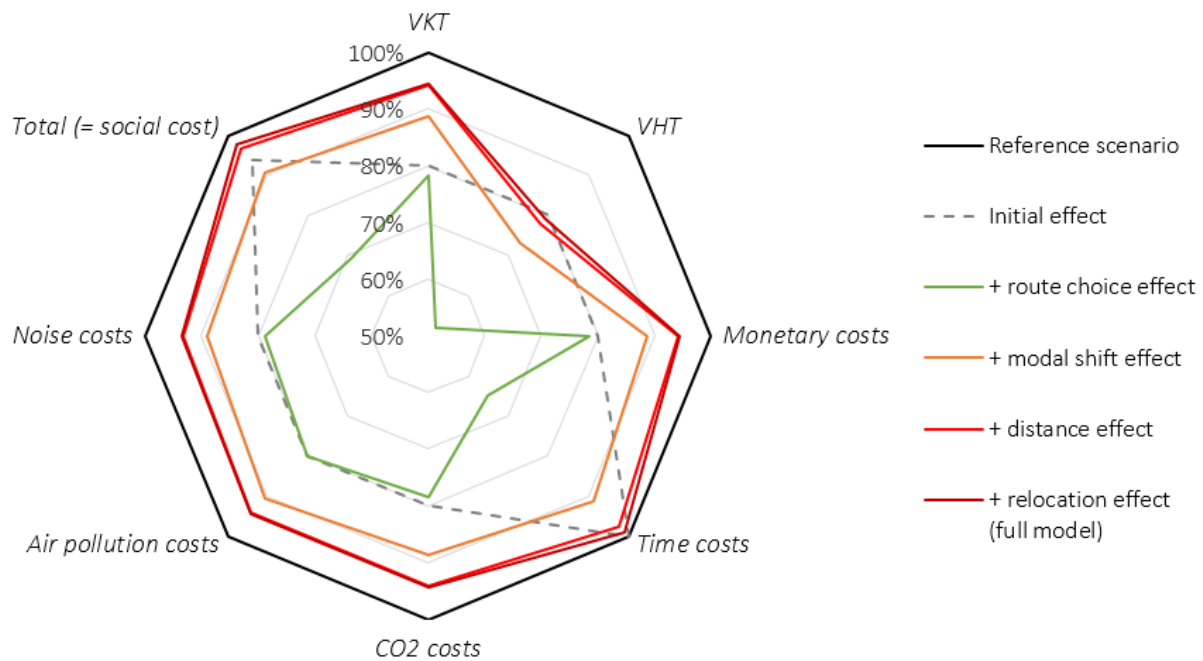 VKT
100%
Total (= social cost)
90%
VHT
80%
70%
60%
Noise costs
50%
Monetary costs
Air pollution costs
Time costs
CO2 costs
Reference scenario
Initial effect
+ route choice effect
+ modal shift effect
+ distance effect
+ relocation effect
(full model)